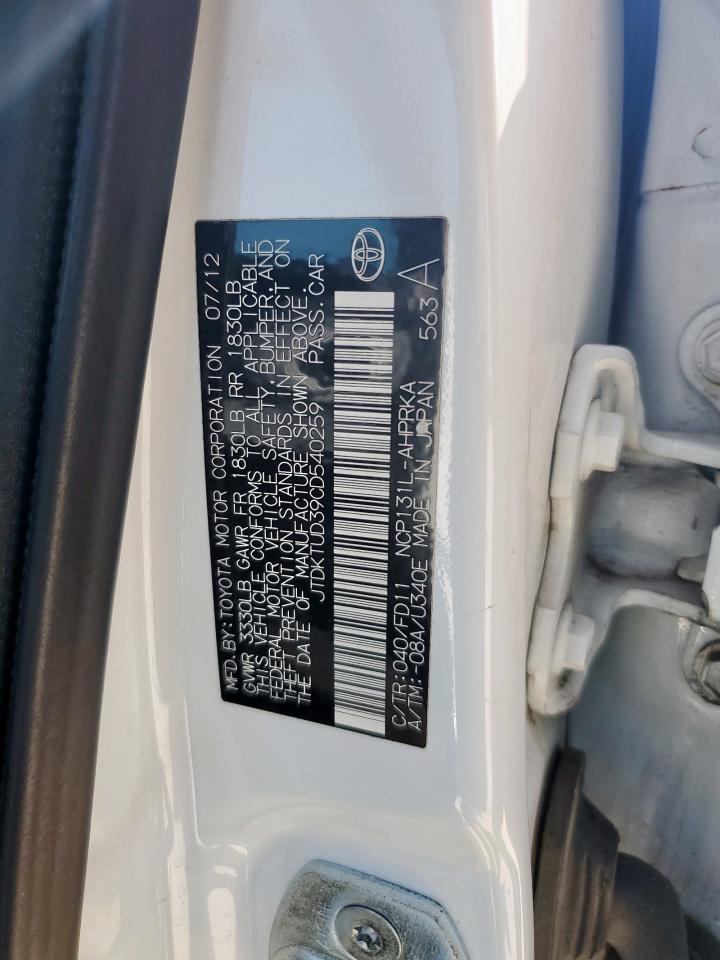 MFD. BY: TOYOTA MOTOR CORPORATION 07/12
GVWR 3330LB GAWR FR 1830LB RR 1830LB
THIS VEHICLE CONFORMS TO ALL APPLICABLE
FEDERAL MOTOR VEHICLE SAFETY, BUMPER, AND
THEFT PREVENTION STANDARDS IN EFFECT ON
THE DATE OF MANUFACTURE SHOWN ABOVE.
JTDKTUD39CD540259 PASS. CAR
C/TR: 040/FD11 NCP131L-AHPRKA
A/TM: -08A/U340E MADE IN JAPAN 563 A